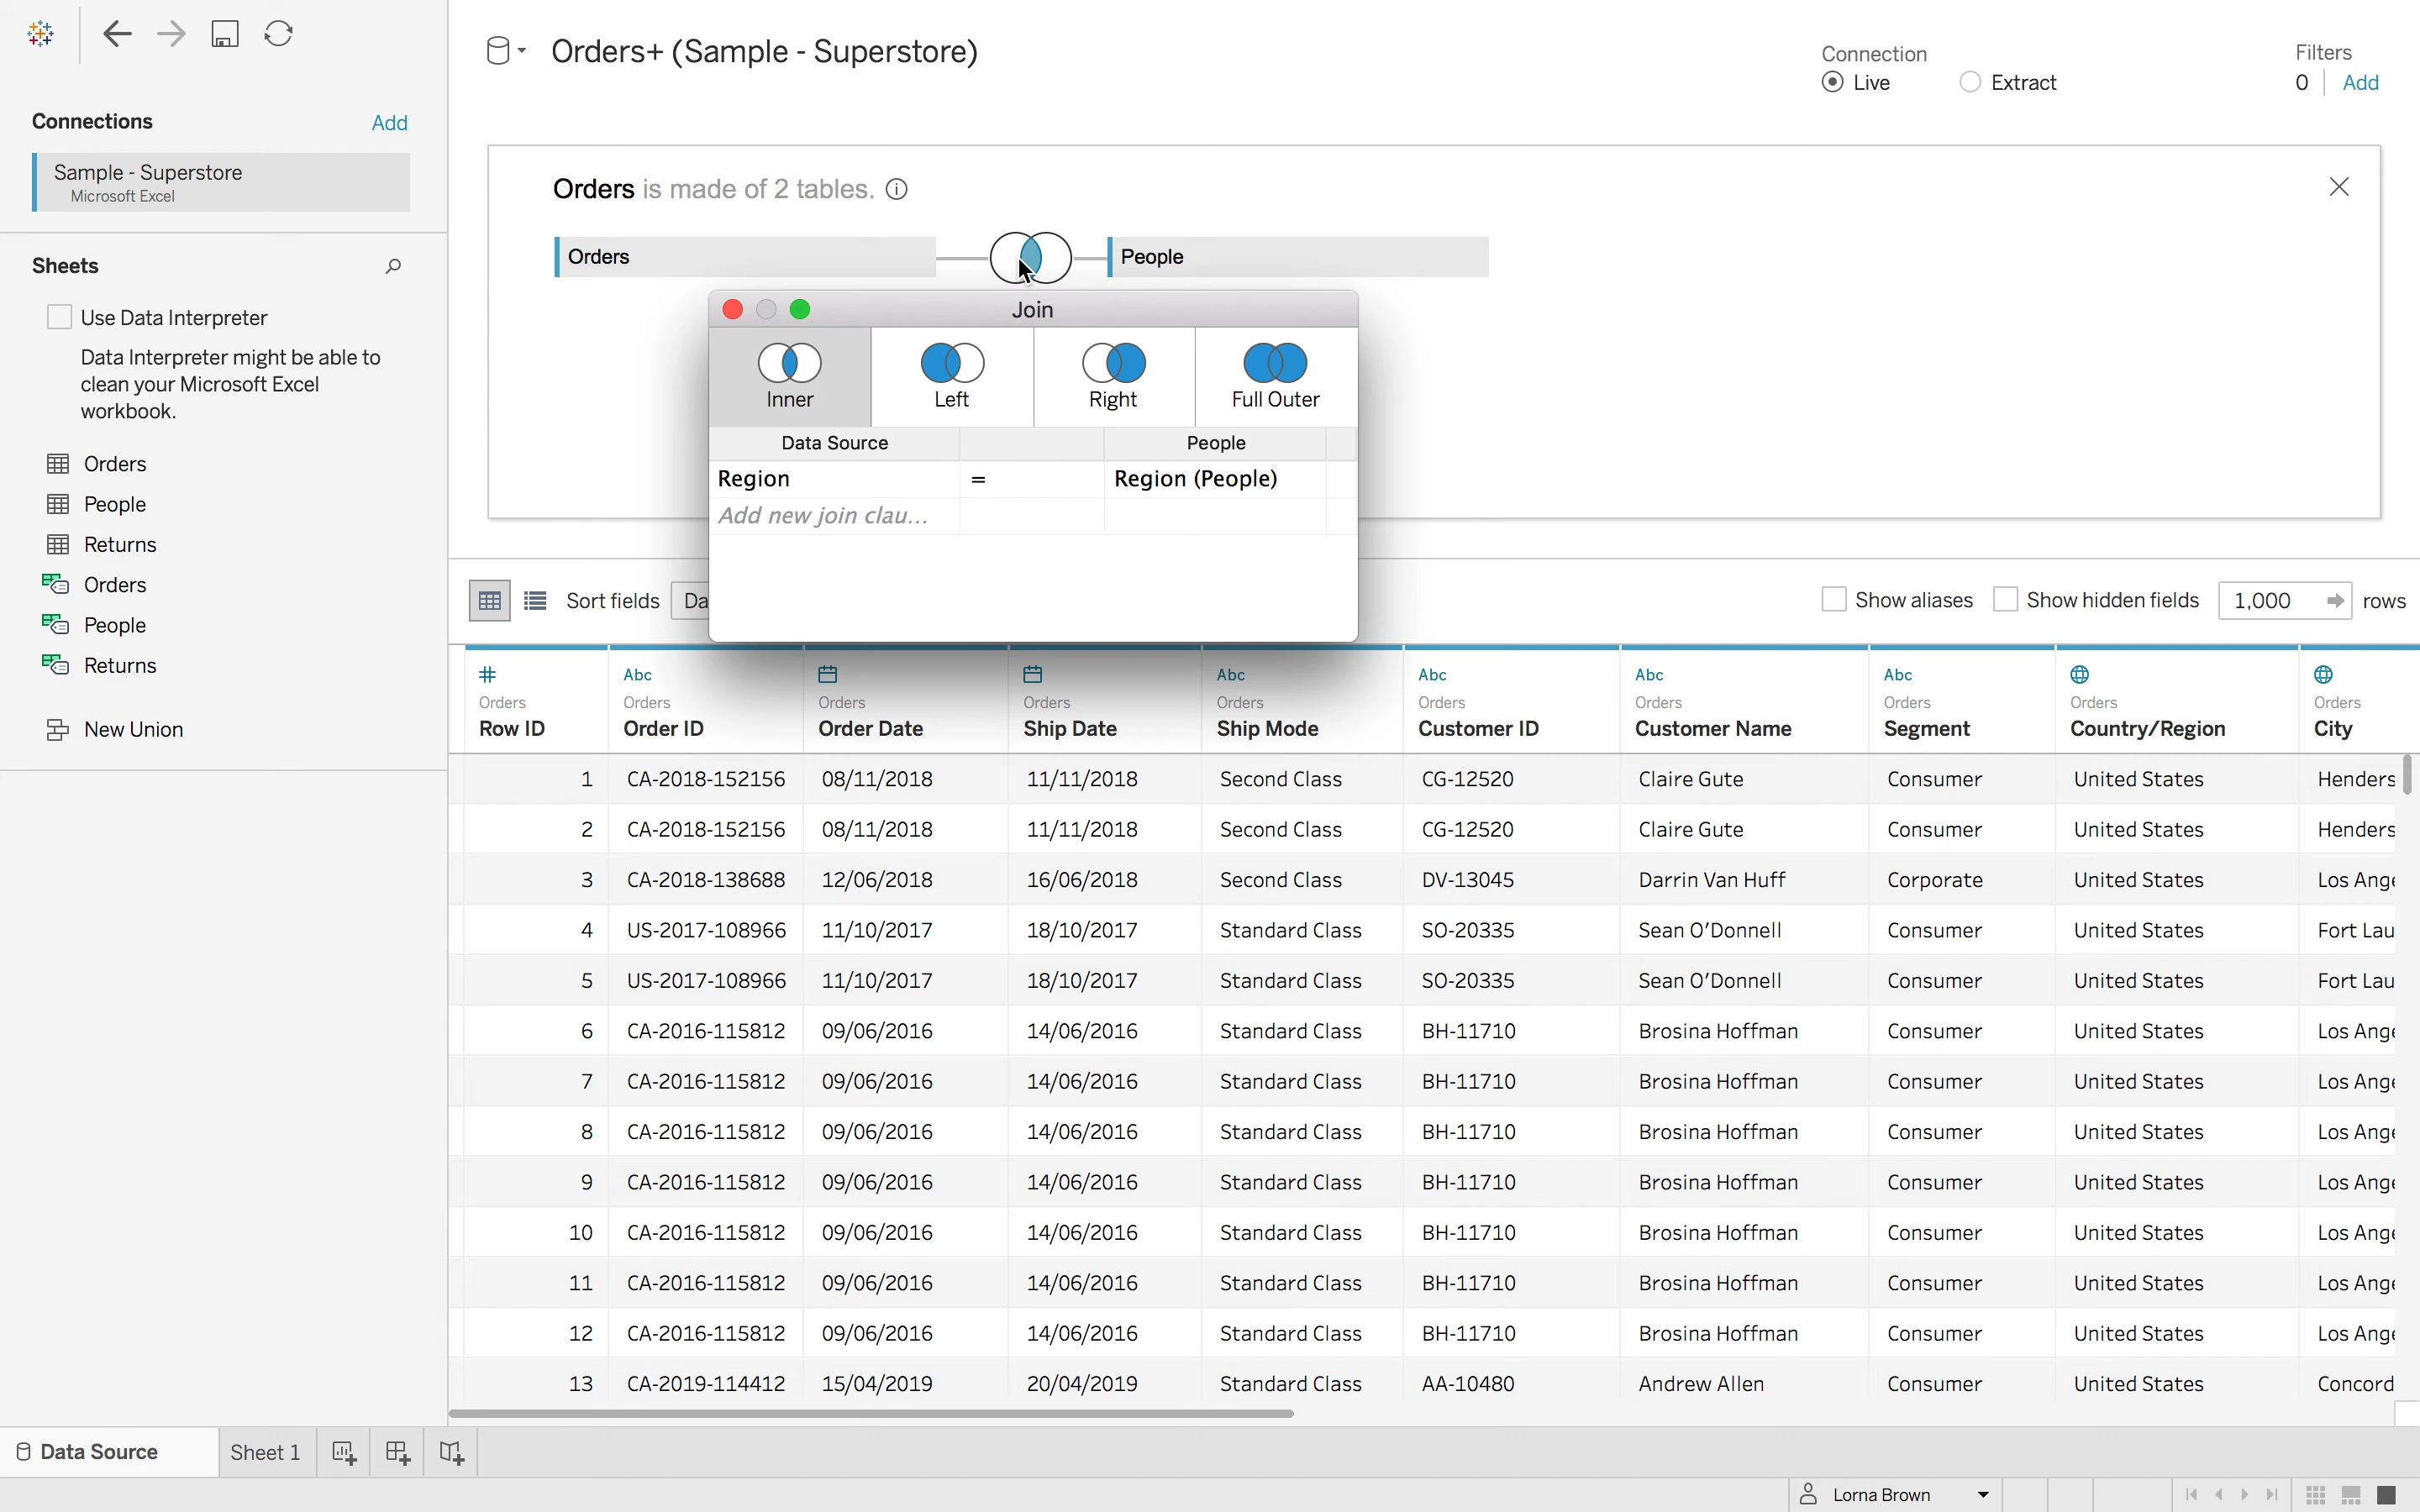 Orders+ (Sample - Superstore)
Connection
Live
Extract
Filters
0
Add
Connections
Add
Sample - Superstore
Microsoft Excel
Sheets
Use Data Interpreter
Data Interpreter might be able to
clean your Microsoft Excel
workbook.
Orders
People
Returns
Orders
People
Returns
New Union
Orders is made of 2 tables.
Orders
People
Join
Inner
Left
Right
Full Outer
Data Source
People
Region
=
Region (People)
Add new join clau...
Sort fields
Da
Show aliases
Show hidden fields
1,000
rows
# Abc Abc Abc Abc Abc
Orders Orders Orders Orders Orders Orders Orders Orders Orders Orders
Row ID Order ID Order Date Ship Date Ship Mode Customer ID Customer Name Segment Country/Region City
1 CA-2018-152156 08/11/2018 11/11/2018 Second Class CG-12520 Claire Gute Consumer United States Henders
2 CA-2018-152156 08/11/2018 11/11/2018 Second Class CG-12520 Claire Gute Consumer United States Henders
3 CA-2018-138688 12/06/2018 16/06/2018 Second Class DV-13045 Darrin Van Huff Corporate United States Los Ange
4 US-2017-108966 11/10/2017 18/10/2017 Standard Class SO-20335 Sean O'Donnell Consumer United States Fort Lau
5 US-2017-108966 11/10/2017 18/10/2017 Standard Class SO-20335 Sean O'Donnell Consumer United States Fort Lau
6 CA-2016-115812 09/06/2016 14/06/2016 Standard Class BH-11710 Brosina Hoffman Consumer United States Los Ange
7 CA-2016-115812 09/06/2016 14/06/2016 Standard Class BH-11710 Brosina Hoffman Consumer United States Los Ange
8 CA-2016-115812 09/06/2016 14/06/2016 Standard Class BH-11710 Brosina Hoffman Consumer United States Los Ange
9 CA-2016-115812 09/06/2016 14/06/2016 Standard Class BH-11710 Brosina Hoffman Consumer United States Los Ange
10 CA-2016-115812 09/06/2016 14/06/2016 Standard Class BH-11710 Brosina Hoffman Consumer United States Los Ange
11 CA-2016-115812 09/06/2016 14/06/2016 Standard Class BH-11710 Brosina Hoffman Consumer United States Los Ange
12 CA-2016-115812 09/06/2016 14/06/2016 Standard Class BH-11710 Brosina Hoffman Consumer United States Los Ange
13 CA-2019-114412 15/04/2019 20/04/2019 Standard Class AA-10480 Andrew Allen Consumer United States Concord
Data Source
Sheet 1
Lorna Brown